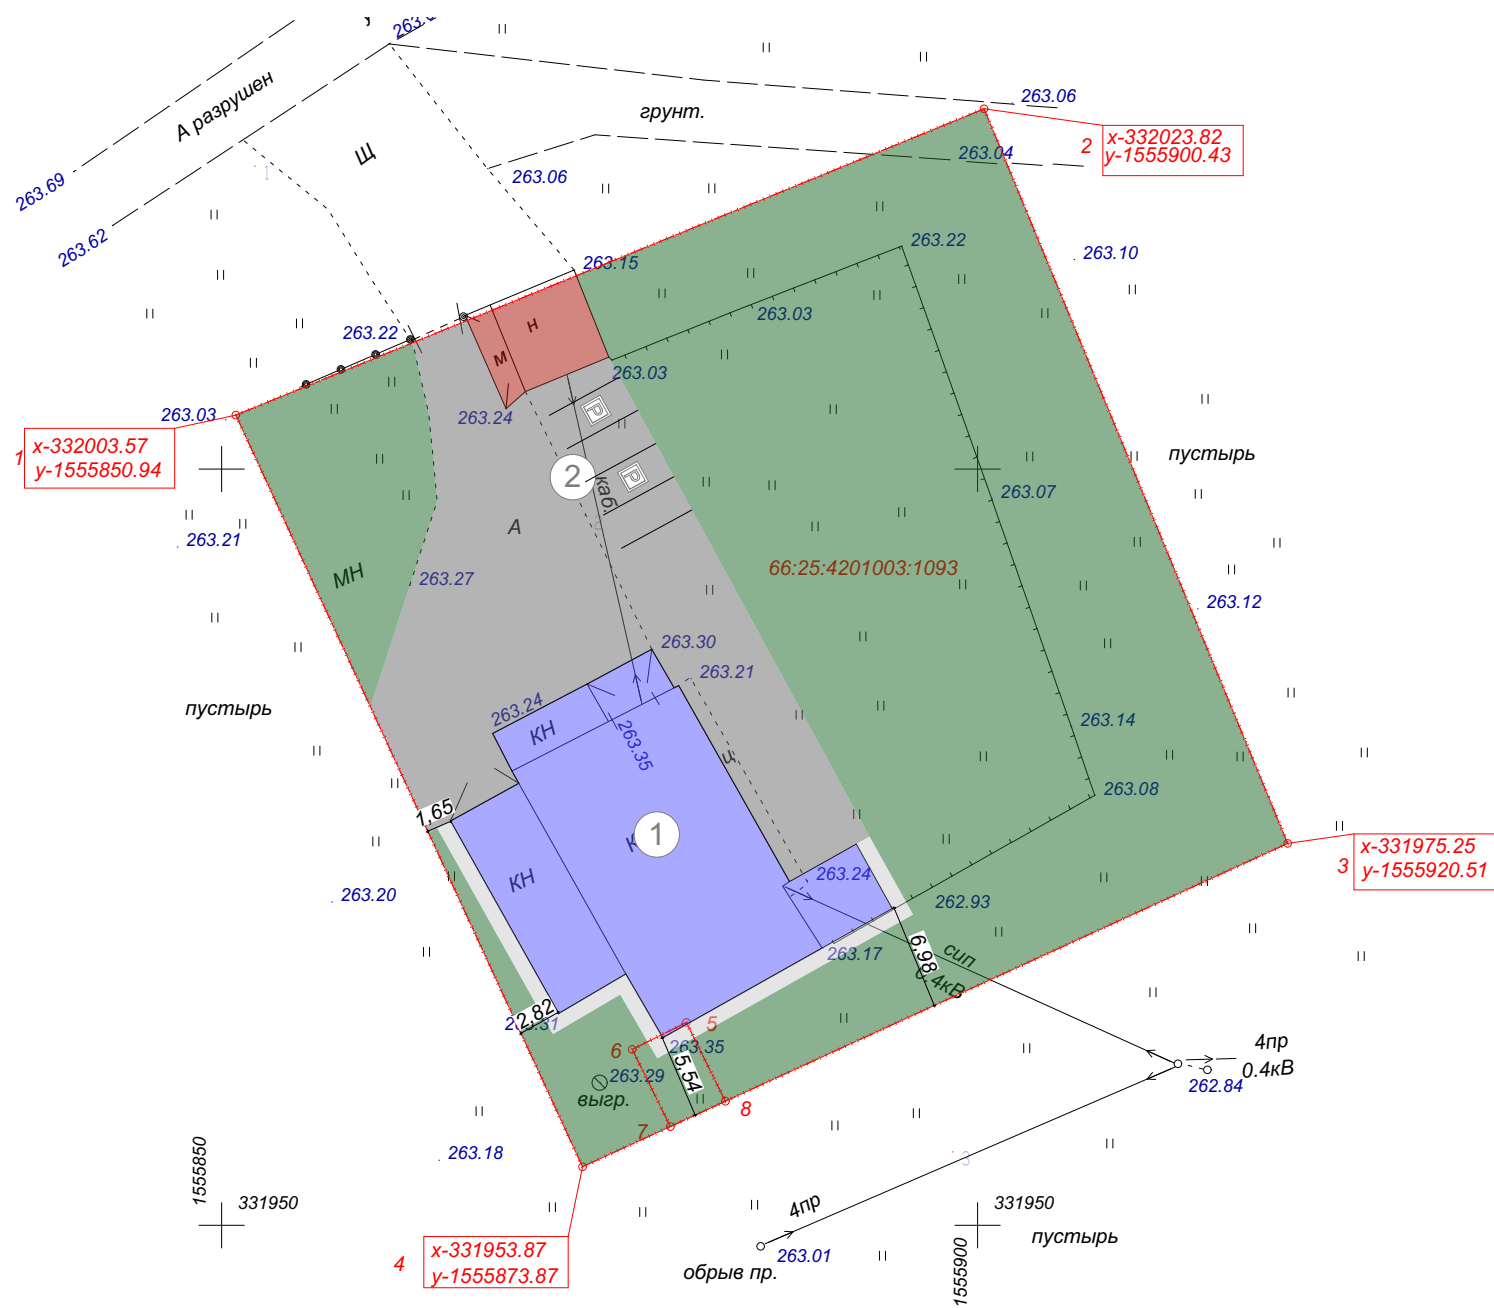 263.06
А разрушен
грунт.
2
x-332023.82
y-1555900.43
263.04
Щ
263.69
263.06
1
263.62
263.22
263.10
263.15
263.03
263.22
Н
М
263.03
263.03
263.24
1
x-332003.57
y-1555850.94
P
пустырь
P
2
каб.
263.07
263.21
А
МН
263.27
66:25:4201003:1093
263.12
263.30
263.21
пустырь
263.24
КН
263.35
263.14
263.08
1,65
1
КН
263.20
263.24
262.93
3
x-331975.25
y-1555920.51
263.17
6,98
сип
0.4кВ
2,82
5
6
263.35
263.29
выгр.
5,54
4пр
0.4кВ
262.84
7
8
263.18
3
1555850
331950
4пр
331950
пустырь
1555900
263.01
обрыв пр.
4
x-331953.87
y-1555873.87